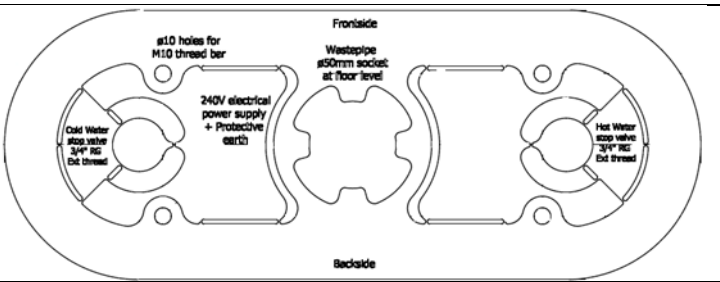 Frontside
ø10 holes for
M10 thread ber
Wastepipe
ø50mm socket
at floor level
240V electrical
power supply
+ Protective
earth
Cold Water
stop valve
3/4" RG
Ext thread
Hot Water
stop valve
3/4" RG
Ext thread
Backside